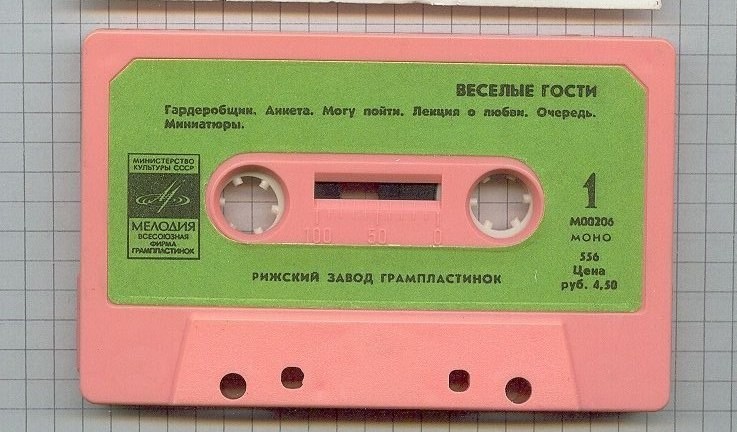 ВЕСЕЛЫЕ ГОСТИ
Гардеробщик. Анкета. Могу пойти. Лекция о любви. Очередь.
Миниатюры.
МИНИСТЕРСТВО
КУЛЬТУРЫ СССР
МЕЛОДИЯ
ВСЕСОЮЗНАЯ
ФИРМА
ГРАМПЛАСТИНОК
100 50 0
1
М00206
МОНО
556
Цена
руб. 4,50
РИЖСКИЙ ЗАВОД ГРАМПЛАСТИНОК